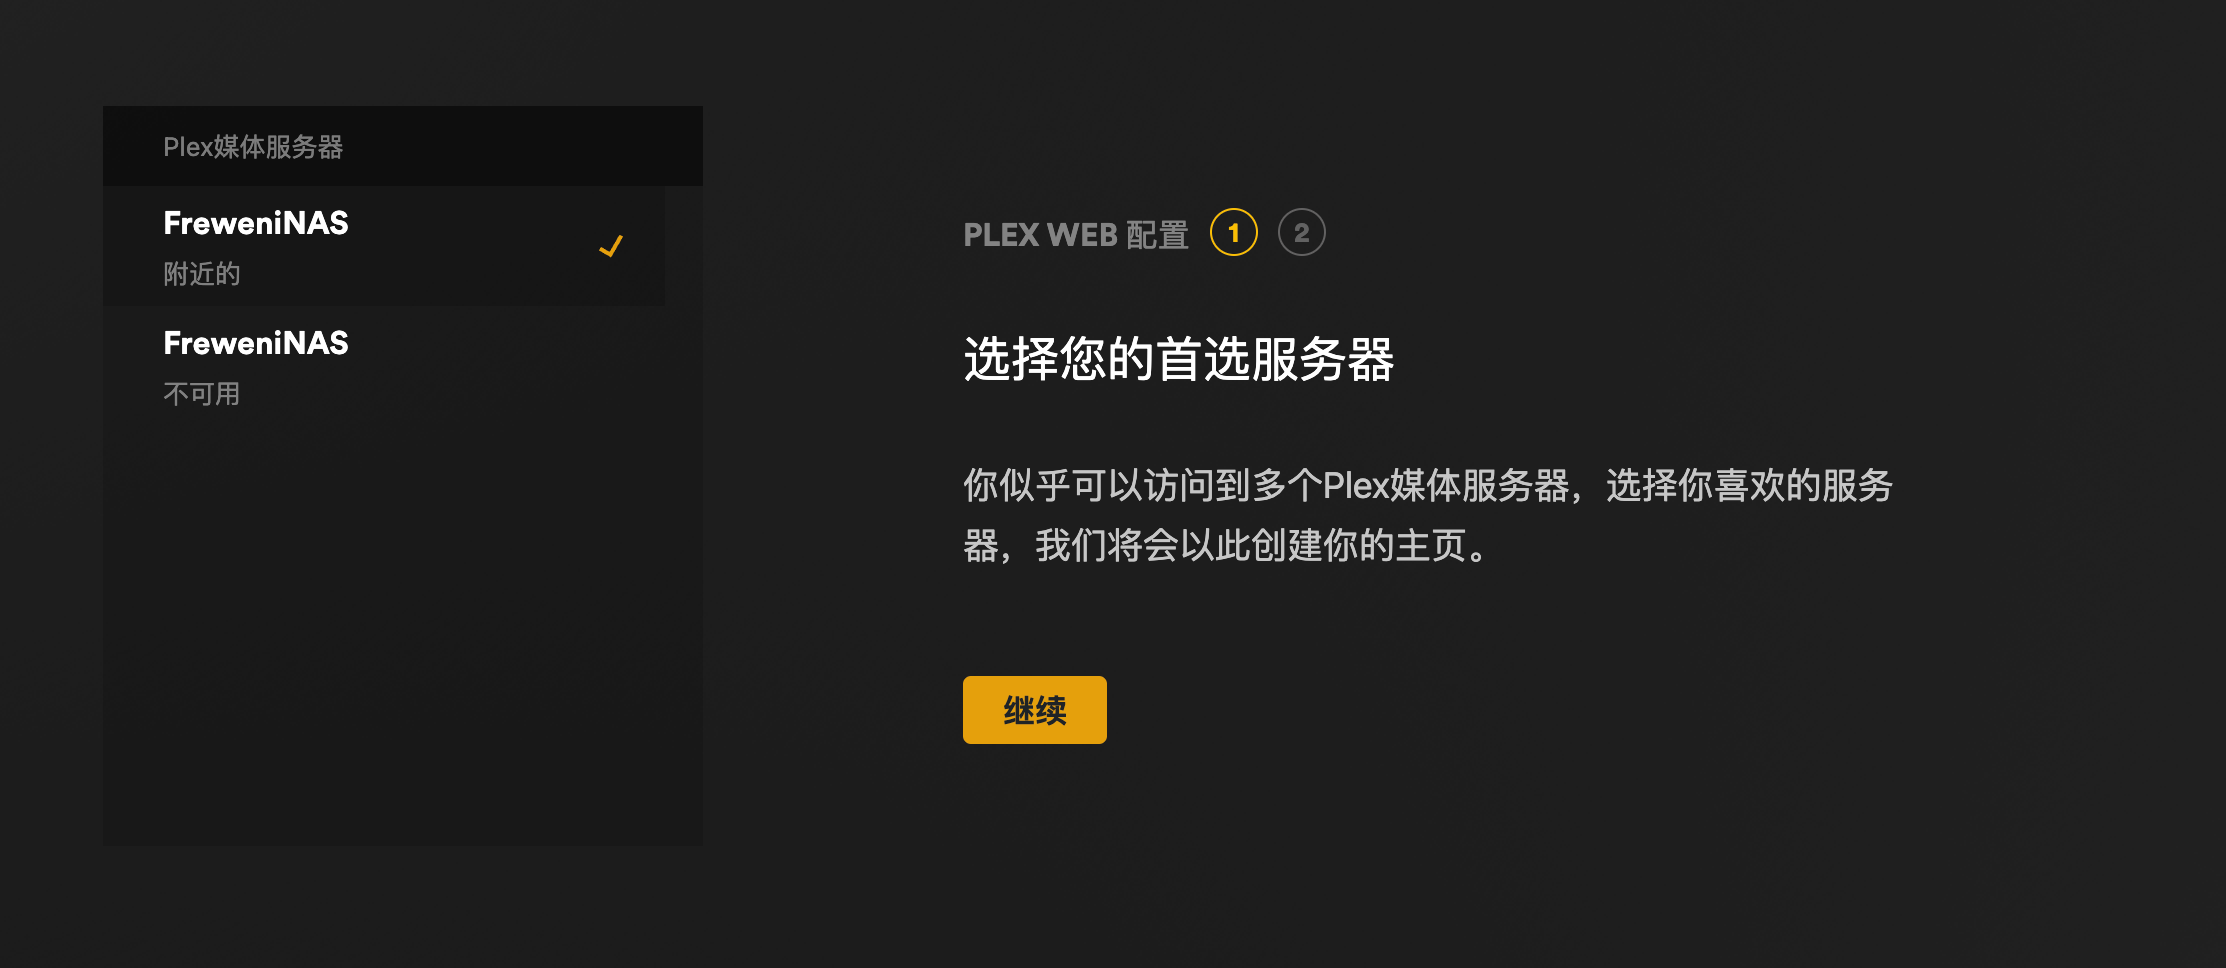 Plex媒体服务器
FreweniNAS
附近的
FreweniNAS
不可用
PLEX WEB 配置 1 2
选择您的首选服务器
你似乎可以访问到多个Plex媒体服务器，选择你喜欢的服务
器，我们将会以此创建你的主页。
继续